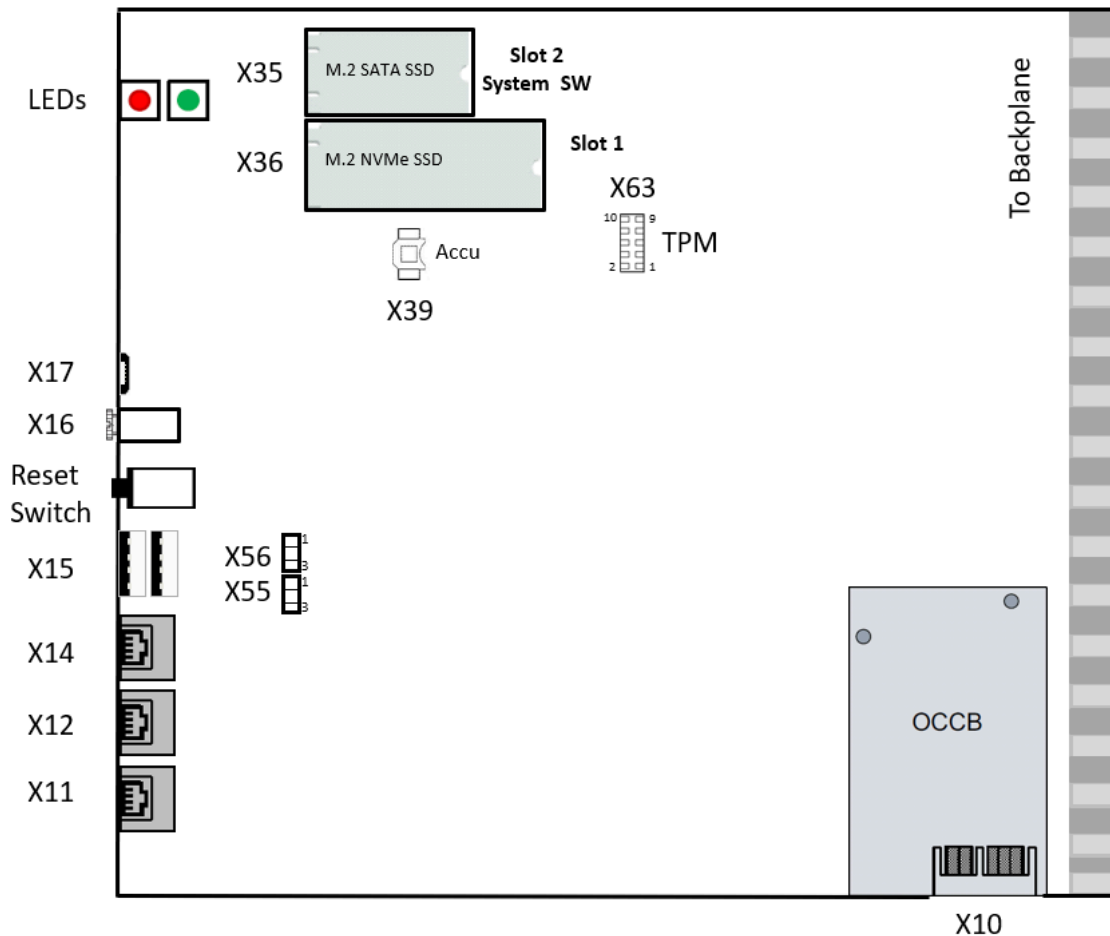 X35
M.2 SATA SSD
Slot 2
System SW
LEDs
X36
M.2 NVMe SSD
Slot 1
To Backplane
X63
10 9
TPM
2 1
Accu
X39
X17
X16
Reset
Switch
X15
X56
1
3
X55
1
3
X14
X12
X11
OCCB
X10